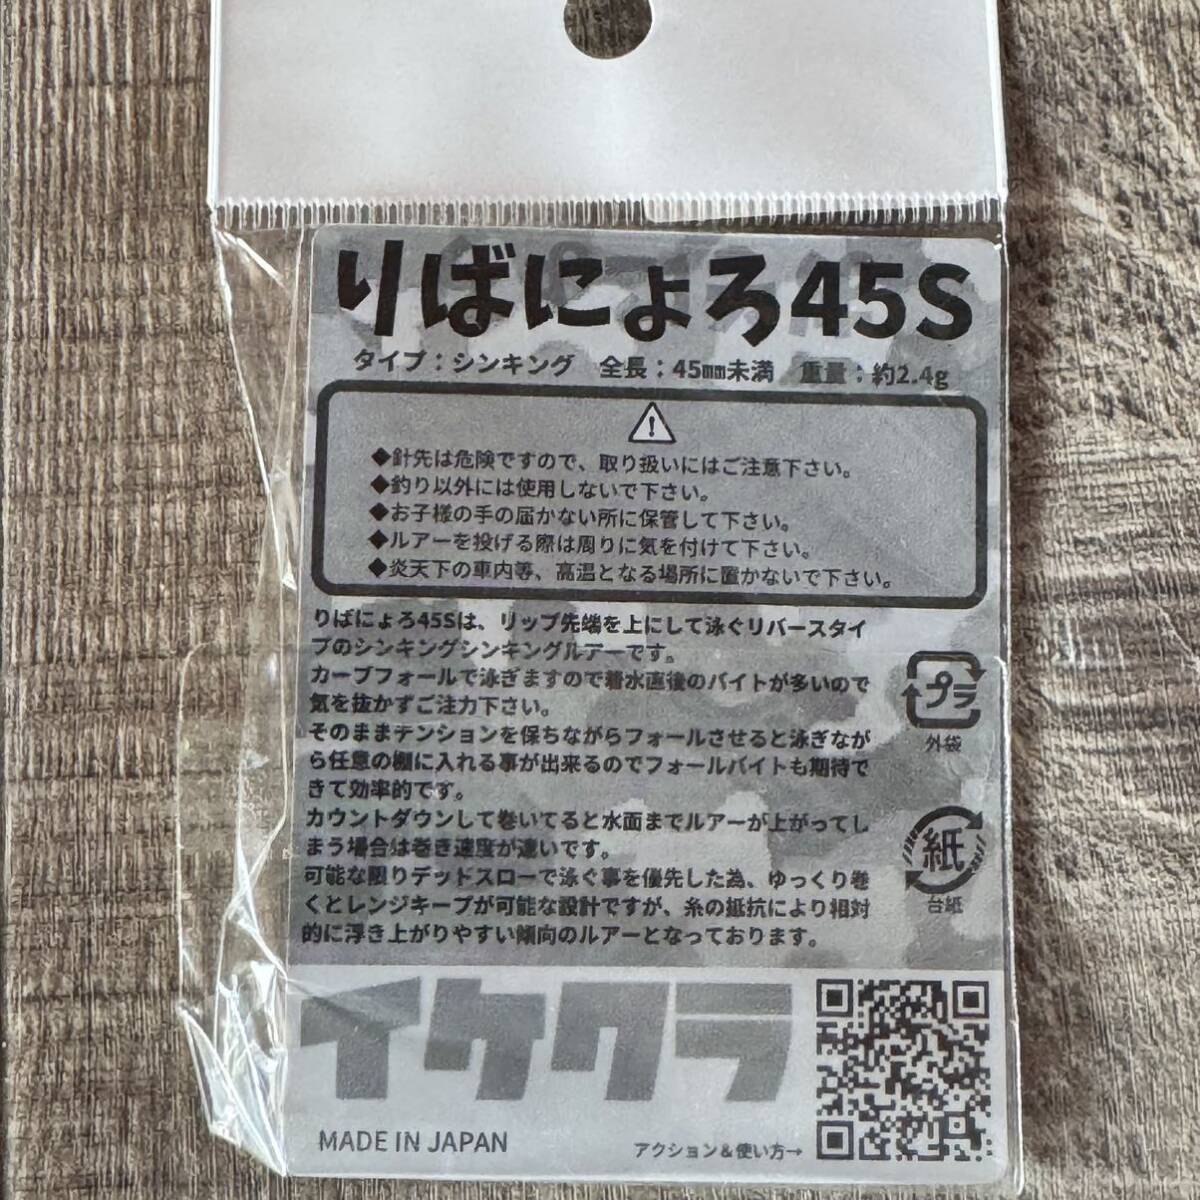 りばにょろ45S
タイプ：シンキング　全長：45mm未満　重量：約2.4g
◆針先は危険ですので、取り扱いにはご注意下さい。
◆釣り以外には使用しないで下さい。
◆お子様の手の届かない所に保管して下さい。
◆ルアーを投げる際は周りに気を付けて下さい。
◆炎天下の車内等、高温となる場所に置かないで下さい。
りばにょろ45Sは、リップ先端を上にして泳ぐリバースタイ
プのシンキングシンキングルアーです。
カーブフォールで泳ぎますので着水直後のバイトが多いので
気を抜かずご注力下さい。
そのままテンションを保ちながらフォールさせると泳ぎなが
ら任意の棚に入れる事が出来るのでフォールバイトも期待で
きて効率的です。
カウントダウンして巻いてると水面までルアーが上がってし
まう場合は巻き速度が速いです。
可能な限りデッドスローで泳ぐ事を優先した為、ゆっくり巻
くとレンジキープが可能な設計ですが、糸の抵抗により相対
的に浮き上がりやすい傾向のルアーとなっております。
プラ
外袋
紙
台紙
イケクラ
MADE IN JAPAN
アクション＆使い方→